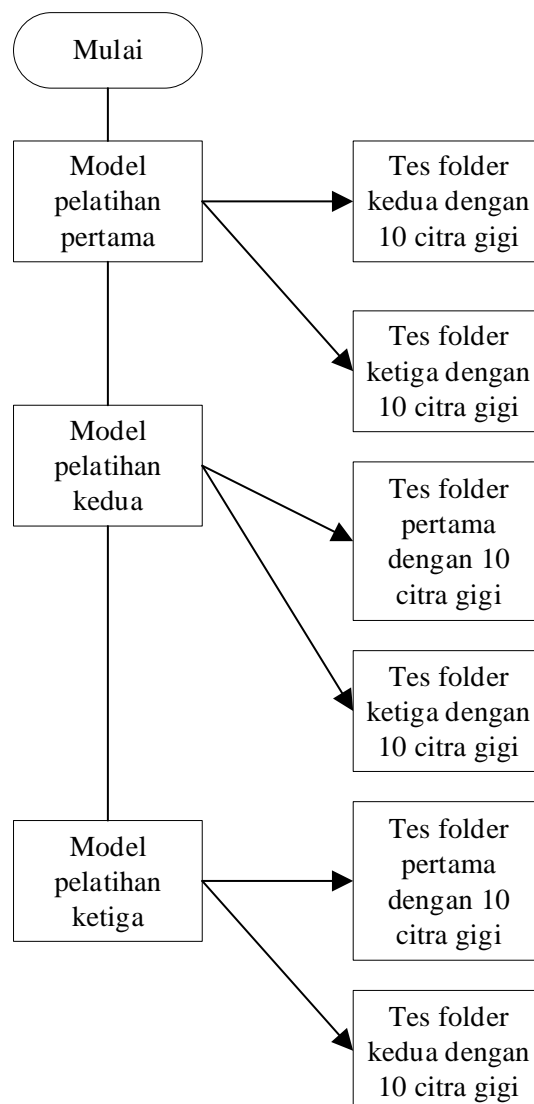 Mulai
Model
pelatihan
pertama
Tes folder
kedua dengan
10 citra gigi
Tes folder
ketiga dengan
10 citra gigi
Model
pelatihan
kedua
Tes folder
pertama
dengan 10
citra gigi
Tes folder
ketiga dengan
10 citra gigi
Model
pelatihan
ketiga
Tes folder
pertama
dengan 10
citra gigi
Tes folder
kedua dengan
10 citra gigi